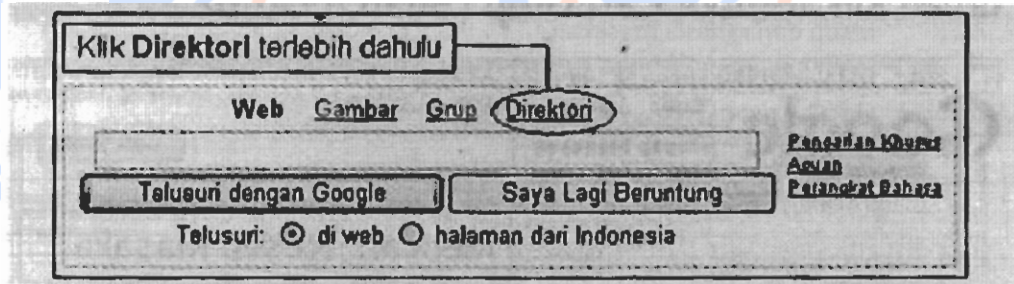 Klik Direktori terlebih dahulu
Web Gambar Grup Direktori
Pencarian Khusus
Acuan
Perangkat Bahasa
Telusuri dengan Google Saya Lagi Beruntung
Telusuri: di web halaman dari Indonesia